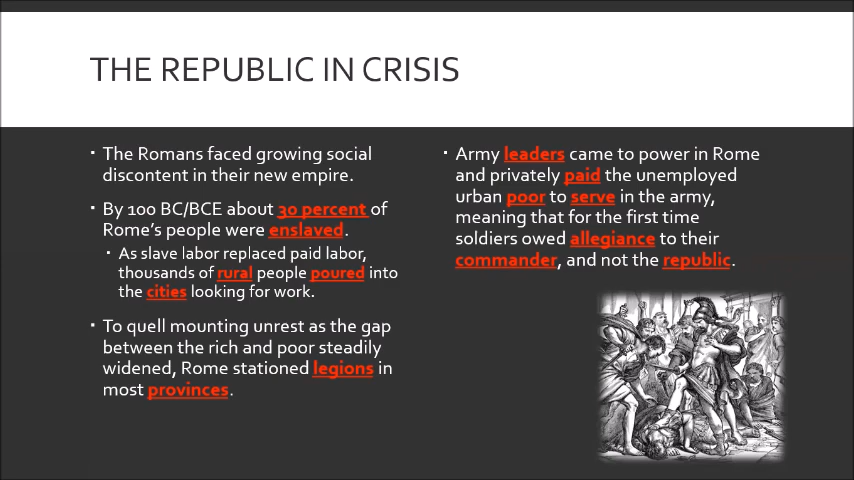 THE REPUBLIC IN CRISIS
▪ The Romans faced growing social
discontent in their new empire.
▪ By 100 BC/BCE about 30 percent of
Rome's people were enslaved.
▪ As slave labor replaced paid labor,
thousands of rural people poured into
the cities looking for work.
▪ To quell mounting unrest as the gap
between the rich and poor steadily
widened, Rome stationed legions in
most provinces.
▪ Army leaders came to power in Rome
and privately paid the unemployed
urban poor to serve in the army,
meaning that for the first time
soldiers owed allegiance to their
commander, and not the republic.